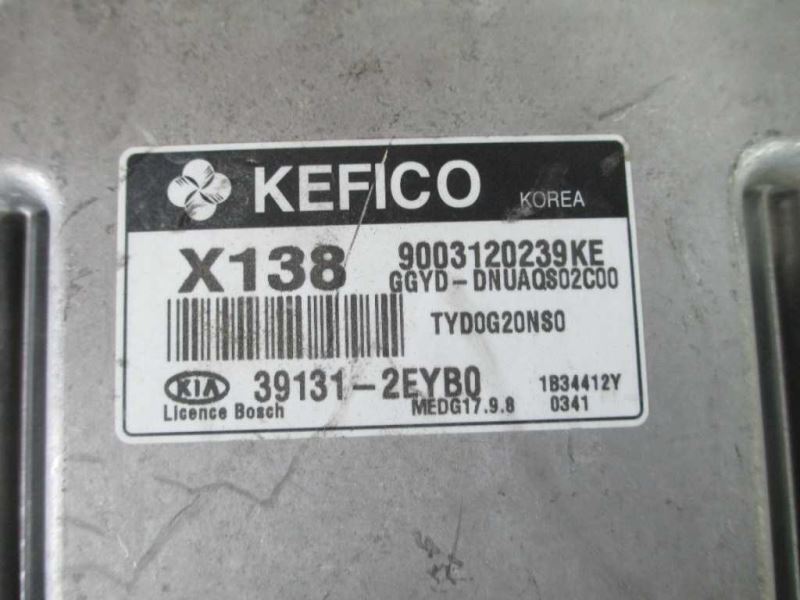 KEFICO KOREA
X138 9003120239KE
GGYD-DNUAQS02C00
TYD0G20NS0
KIA 39131-2EYB0 1B34412Y
Licence Bosch MEDG17.9.8 0341